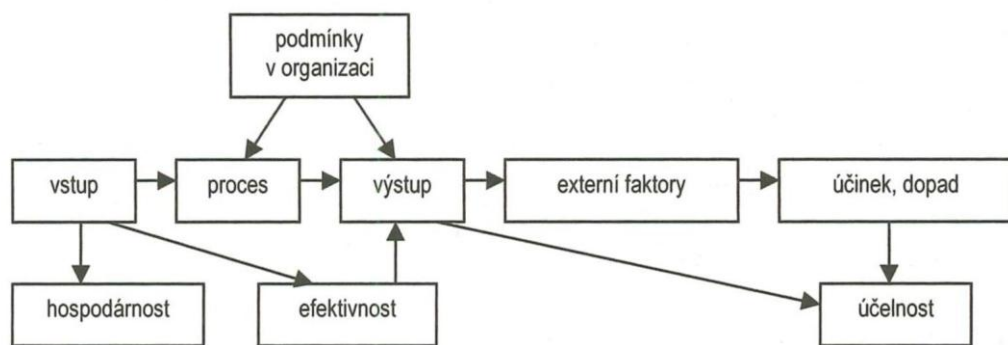 podmínky
v organizaci
vstup
proces
výstup
externí faktory
účinek, dopad
hospodárnost
efektivnost
účelnost